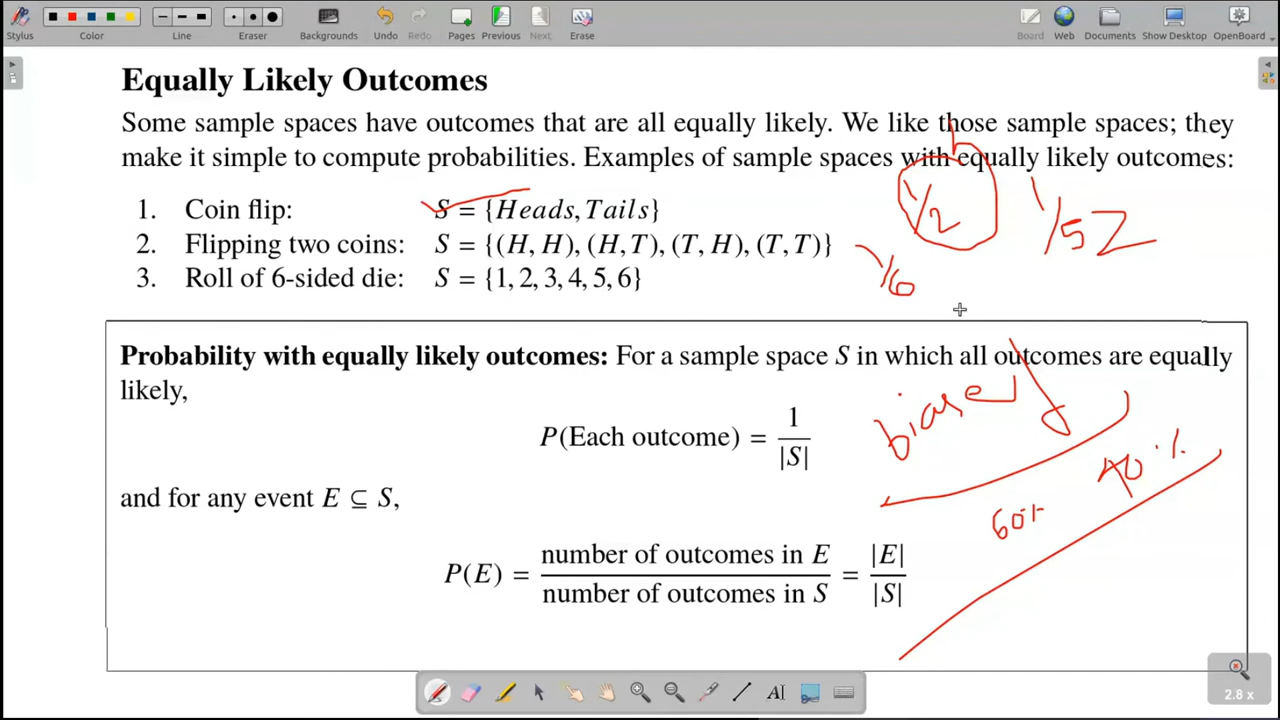 Stylus Color Line Eraser Backgrounds Undo Redo Pages Previous Next Erase Board Web Documents Show Desktop OpenBoard
Equally Likely Outcomes
Some sample spaces have outcomes that are all equally likely. We like those sample spaces; they
make it simple to compute probabilities. Examples of sample spaces with equally likely outcomes:
1. Coin flip: S = {Heads, Tails}
2. Flipping two coins: S = {(H, H), (H, T), (T, H), (T, T)}
3. Roll of 6-sided die: S = {1, 2, 3, 4, 5, 6}
1/2
1/52
1/6
Probability with equally likely outcomes: For a sample space S in which all outcomes are equally
likely,
P(Each outcome) = 1/|S|
biased
and for any event E ⊆ S,
40%
60%
P(E) = number of outcomes in E / number of outcomes in S = |E| / |S|
AI
2.8 x